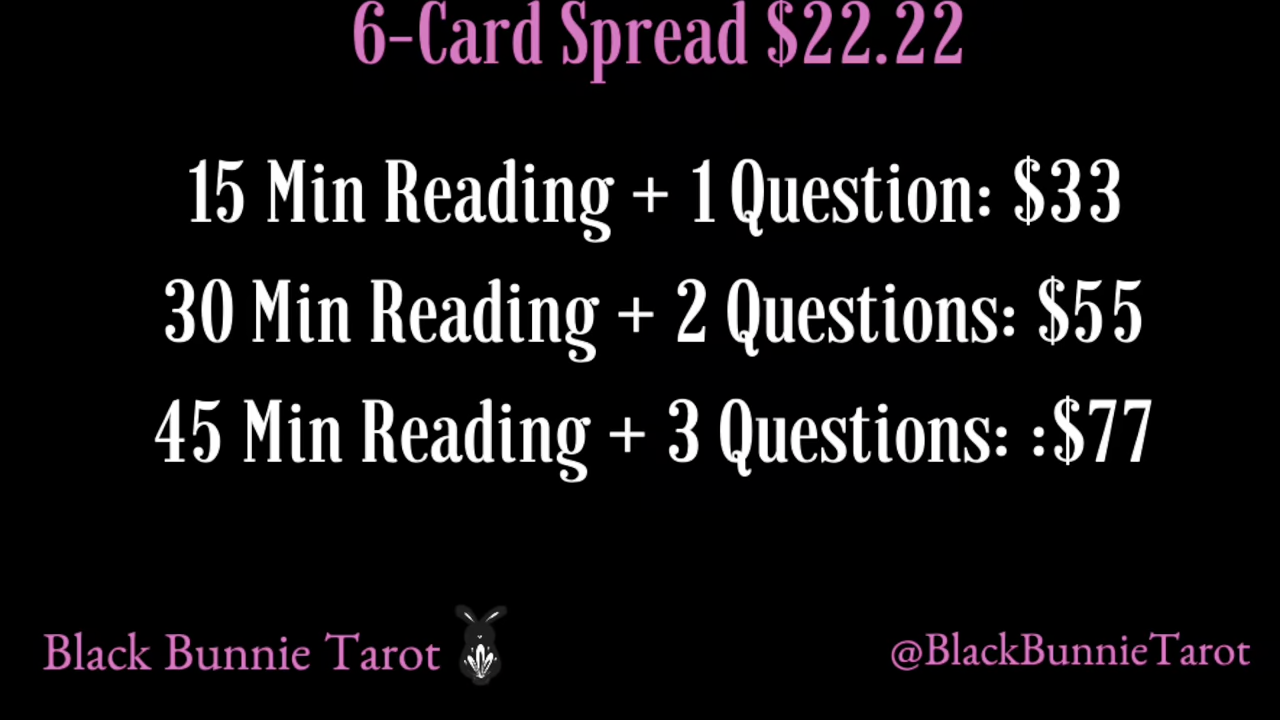 6-Card Spread $22.22
15 Min Reading + 1 Question: $33
30 Min Reading + 2 Questions: $55
45 Min Reading + 3 Questions: :$77
Black Bunnie Tarot
@BlackBunnieTarot